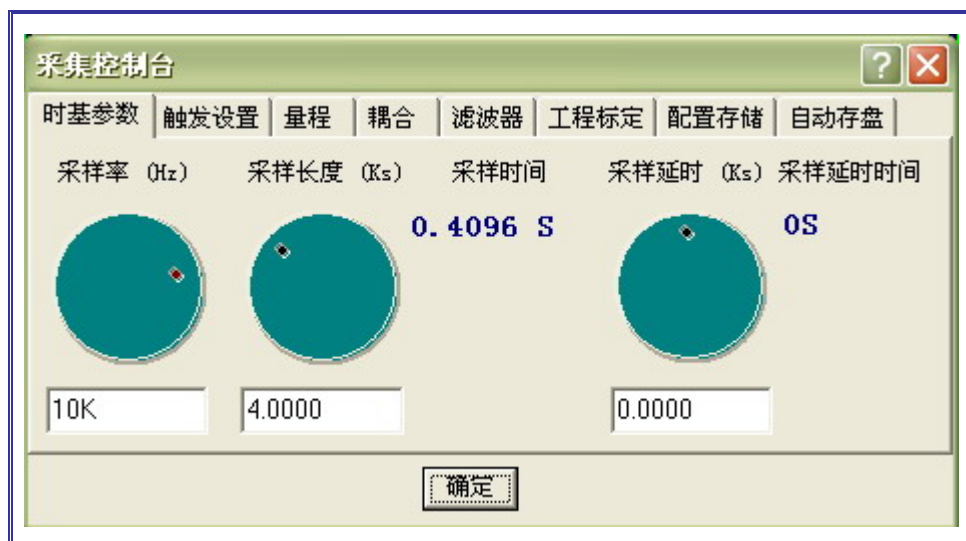 采集控制台
时基参数 触发设置 量程 耦合 滤波器 工程标定 配置存储 自动存盘
采样率 (Hz) 采样长度 (Ks) 采样时间 采样延时 (Ks) 采样延时时间
0.4096 S 0S
10K 4.0000 0.0000
确定